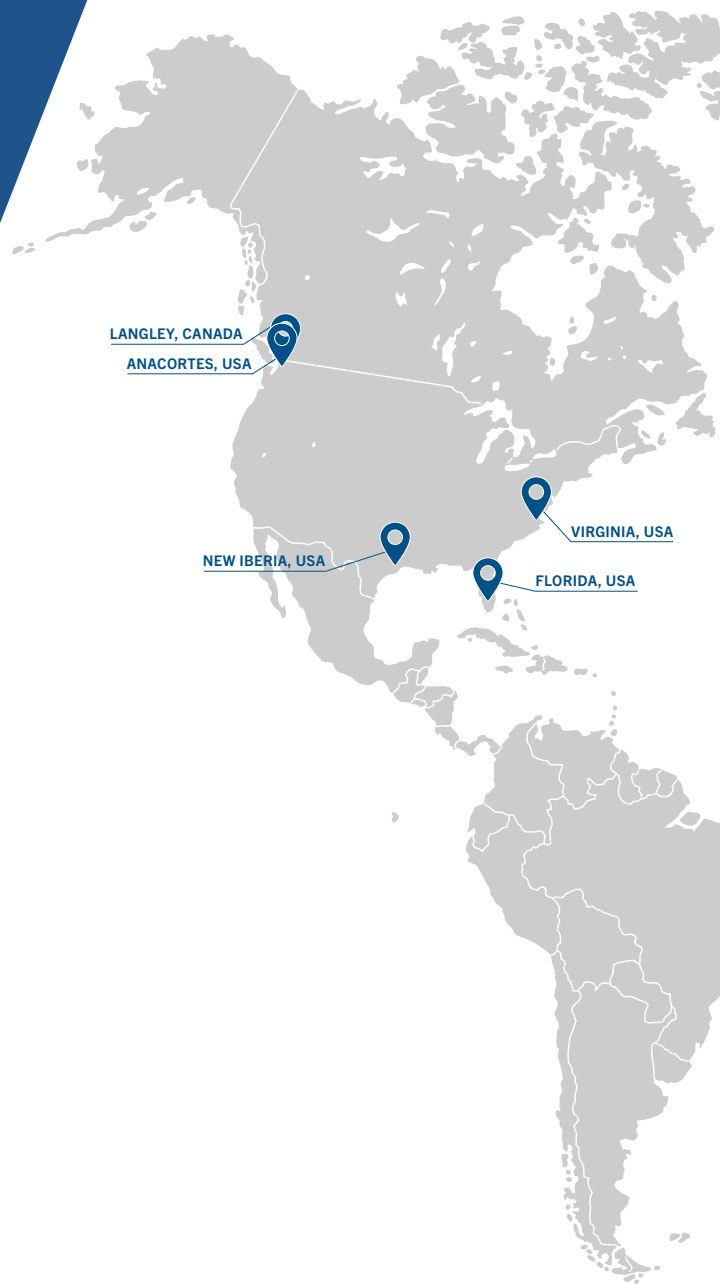 LANGLEY, CANADA
ANACORTES, USA
VIRGINIA, USA
NEW IBERIA, USA
FLORIDA, USA